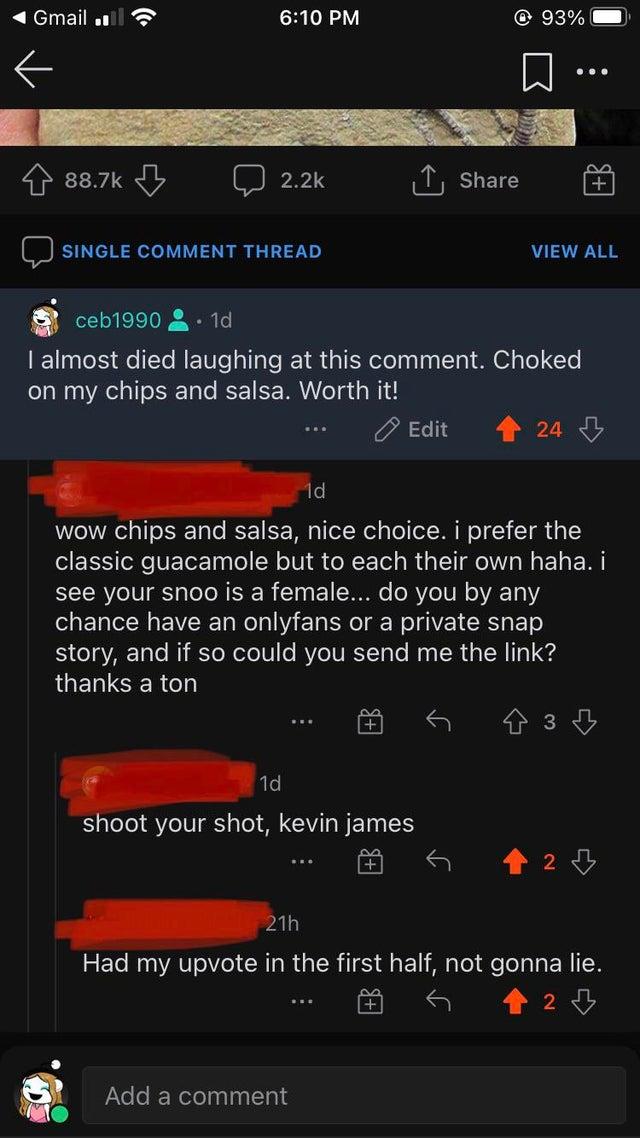 Gmail 6:10 PM 93%
88.7k 2.2k Share
SINGLE COMMENT THREAD VIEW ALL
ceb1990 · 1d
I almost died laughing at this comment. Choked
on my chips and salsa. Worth it!
... Edit 24
1d
wow chips and salsa, nice choice. i prefer the
classic guacamole but to each their own haha. i
see your snoo is a female... do you by any
chance have an onlyfans or a private snap
story, and if so could you send me the link?
thanks a ton
... 3
1d
shoot your shot, kevin james
... 2
21h
Had my upvote in the first half, not gonna lie.
... 2
Add a comment